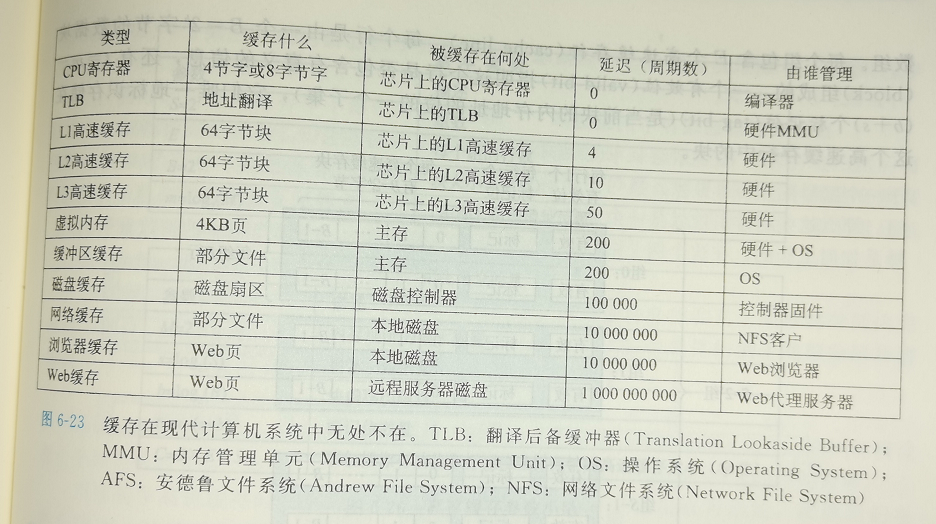 类型 缓存什么 被缓存在何处 延迟（周期数） 由谁管理
CPU寄存器 4节字或8字节字 芯片上的CPU寄存器 0 编译器
TLB 地址翻译 芯片上的TLB 0 硬件MMU
L1高速缓存 64字节块 芯片上的L1高速缓存 4 硬件
L2高速缓存 64字节块 芯片上的L2高速缓存 10 硬件
L3高速缓存 64字节块 芯片上的L3高速缓存 50 硬件
虚拟内存 4KB页 主存 200 硬件 + OS
缓冲区缓存 部分文件 主存 200 OS
磁盘缓存 磁盘扇区 磁盘控制器 100 000 控制器固件
网络缓存 部分文件 本地磁盘 10 000 000 NFS客户
浏览器缓存 Web页 本地磁盘 10 000 000 Web浏览器
Web缓存 Web页 远程服务器磁盘 1 000 000 000 Web代理服务器
图 6-23 缓存在现代计算机系统中无处不在。TLB：翻译后备缓冲器(Translation Lookaside Buffer)；
MMU：内存管理单元(Memory Management Unit)；OS：操作系统(Operating System)；
AFS：安德鲁文件系统(Andrew File System)；NFS：网络文件系统(Network File System)